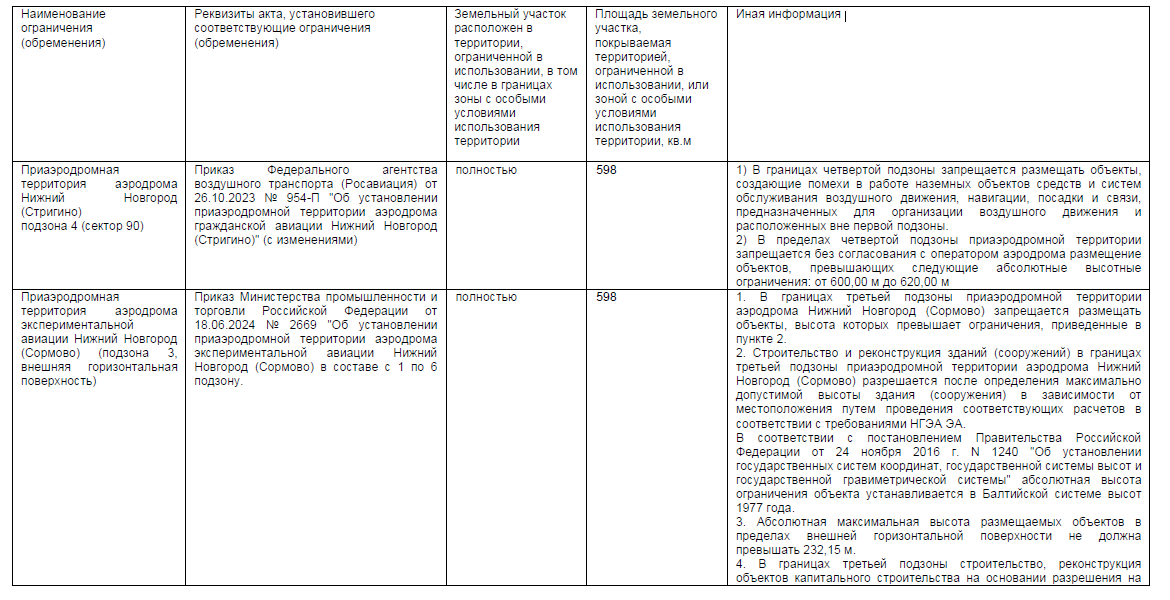 Наименование
ограничения
(обременения)
Реквизиты акта, установившего
соответствующие ограничения
(обременения)
Земельный участок
расположен в
территории,
ограниченной в
использовании, в том
числе в границах
зоны с особыми
условиями
использования
территории
Площадь земельного
участка,
покрываемая
территорией,
ограниченной в
использовании, или
зоной с особыми
условиями
использования
территории, кв.м
Иная информация
Приаэродромная
территория аэродрома
Нижний Новгород
(Стригино)
подзона 4 (сектор 90)
Приказ Федерального агентства
воздушного транспорта (Росавиация) от
26.10.2023 № 954-П "Об установлении
приаэродромной территории аэродрома
гражданской авиации Нижний Новгород
(Стригино)" (с изменениями)
полностью
598
1) В границах четвертой подзоны запрещается размещать объекты,
создающие помехи в работе наземных объектов средств и систем
обслуживания воздушного движения, навигации, посадки и связи,
предназначенных для организации воздушного движения и
расположенных вне первой подзоны.
2) В пределах четвертой подзоны приаэродромной территории
запрещается без согласования с оператором аэродрома размещение
объектов, превышающих следующие абсолютные высотные
ограничения: от 600,00 м до 620,00 м
Приаэродромная
территория аэродрома
экспериментальной
авиации Нижний Новгород
(Сормово) (подзона 3,
внешняя горизонтальная
поверхность)
Приказ Министерства промышленности и
торговли Российской Федерации от
18.06.2024 № 2669 "Об установлении
приаэродромной территории аэродрома
экспериментальной авиации Нижний
Новгород (Сормово) в составе с 1 по 6
подзону.
полностью
598
1. В границах третьей подзоны приаэродромной территории
аэродрома Нижний Новгород (Сормово) запрещается размещать
объекты, высота которых превышает ограничения, приведенные в
пункте 2.
2. Строительство и реконструкция зданий (сооружений) в границах
третьей подзоны приаэродромной территории аэродрома Нижний
Новгород (Сормово) разрешается после определения максимально
допустимой высоты здания (сооружения) в зависимости от
местоположения путем проведения соответствующих расчетов в
соответствии с требованиями НГЭА ЭА.
В соответствии с постановлением Правительства Российской
Федерации от 24 ноября 2016 г. N 1240 "Об установлении
государственных систем координат, государственной системы высот и
государственной гравиметрической системы" абсолютная высота
ограничения объекта устанавливается в Балтийской системе высот
1977 года.
3. Абсолютная максимальная высота размещаемых объектов в
пределах внешней горизонтальной поверхности не должна
превышать 232,15 м.
4. В границах третьей подзоны строительство, реконструкция
объектов капитального строительства на основании разрешения на